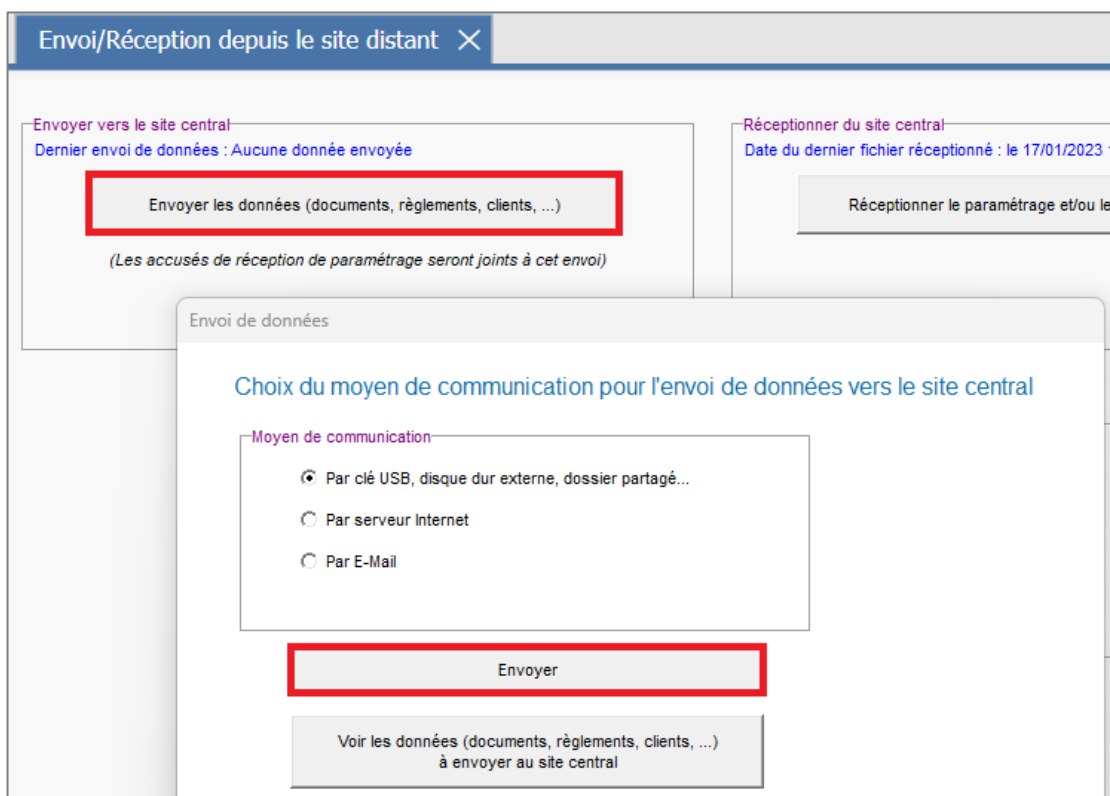 Envoi/Réception depuis le site distant
Envoyer vers le site central
Dernier envoi de données : Aucune donnée envoyée
Envoyer les données (documents, règlements, clients, ...)
(Les accusés de réception de paramétrage seront joints à cet envoi)
Réceptionner du site central
Date du dernier fichier réceptionné : le 17/01/2023
Réceptionner le paramétrage et/ou le
Envoi de données
Choix du moyen de communication pour l'envoi de données vers le site central
Moyen de communication
Par clé USB, disque dur externe, dossier partagé...
Par serveur Internet
Par E-Mail
Envoyer
Voir les données (documents, règlements, clients, ...)
à envoyer au site central